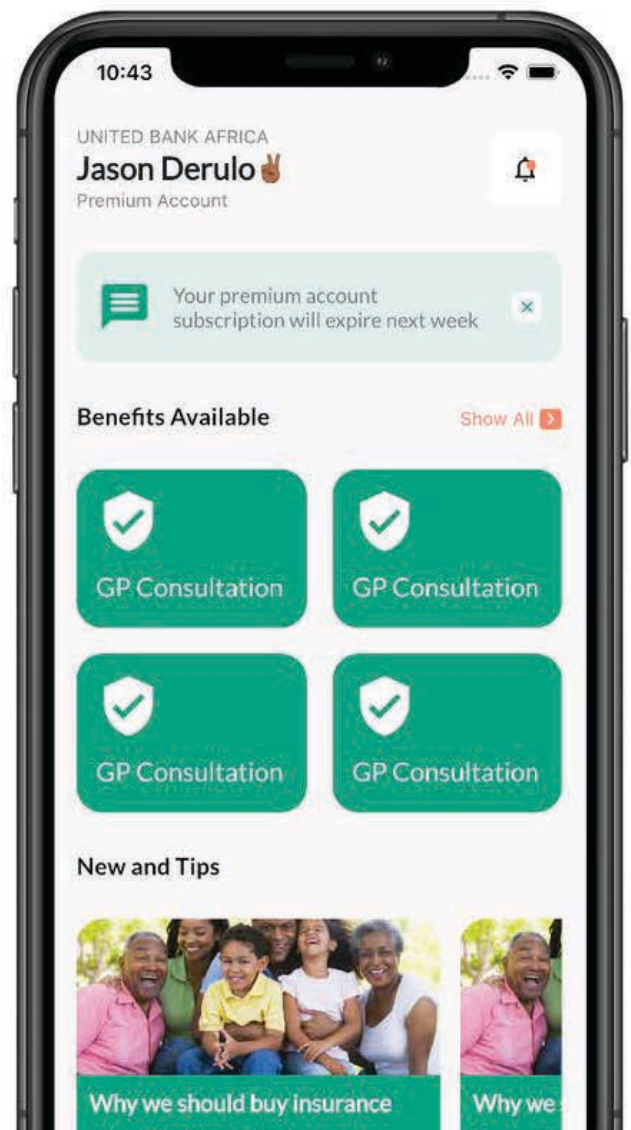 10:43
UNITED BANK AFRICA
Jason Derulo✌🏾
Premium Account
Your premium account
subscription will expire next week
Benefits Available
Show All
GP Consultation
GP Consultation
GP Consultation
GP Consultation
New and Tips
Why we should buy insurance
Why we